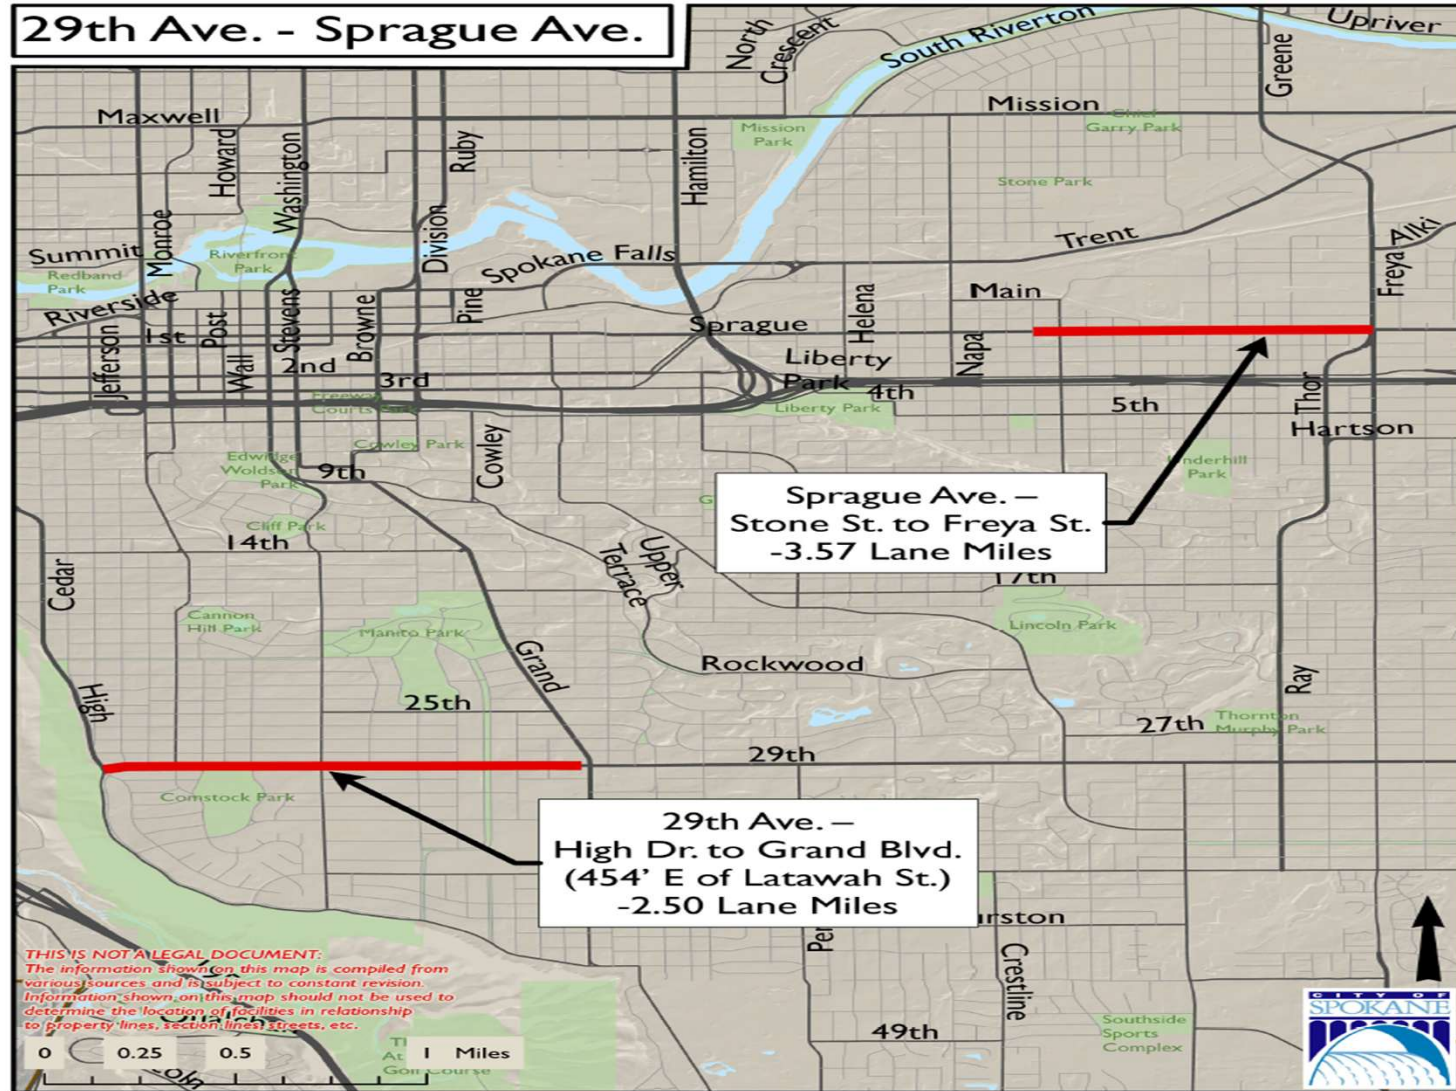 29th Ave. - Sprague Ave.
North
Crescent
South Riverton
Upriver
Greene
Maxwell
Mission
Mission
Park
Chief
Garry Park
Howard
Washington
Ruby
Hamilton
Stone Park
Summit
Monroe
Riverfront
Park
Division
Spokane Falls
Trent
Alki
Freya
Redband
Park
Riverside
Main
Jefferson
1st
Post
Wall
Stevens
2nd
Browne
3rd
Pine
Sprague
Helena
Napa
Liberty
Park
4th
Liberty Park
5th
Thor
Hartson
Freeway
Courts Park
Cowley Park
Cowley
Edwidge
Woldson
Park
9th
Underhill
Park
Sprague Ave. –
Stone St. to Freya St.
-3.57 Lane Miles
Cliff Park
14th
Cedar
Upper
Terrace
17th
Cannon
Hill Park
Manito Park
Lincoln Park
Grand
Rockwood
Ray
High
25th
27th
Thornton
Murphy Park
29th
Comstock Park
29th Ave. –
High Dr. to Grand Blvd.
(454' E of Latawah St.)
-2.50 Lane Miles
Crestline
49th
Southside
Sports
Complex
THIS IS NOT A LEGAL DOCUMENT:
The information shown on this map is compiled from
various sources and is subject to constant revision.
Information shown on this map should not be used to
determine the location of facilities in relationship
to property lines, section lines, streets, etc.
0 0.25 0.5 1 Miles
Golf Course
CITY OF
SPOKANE